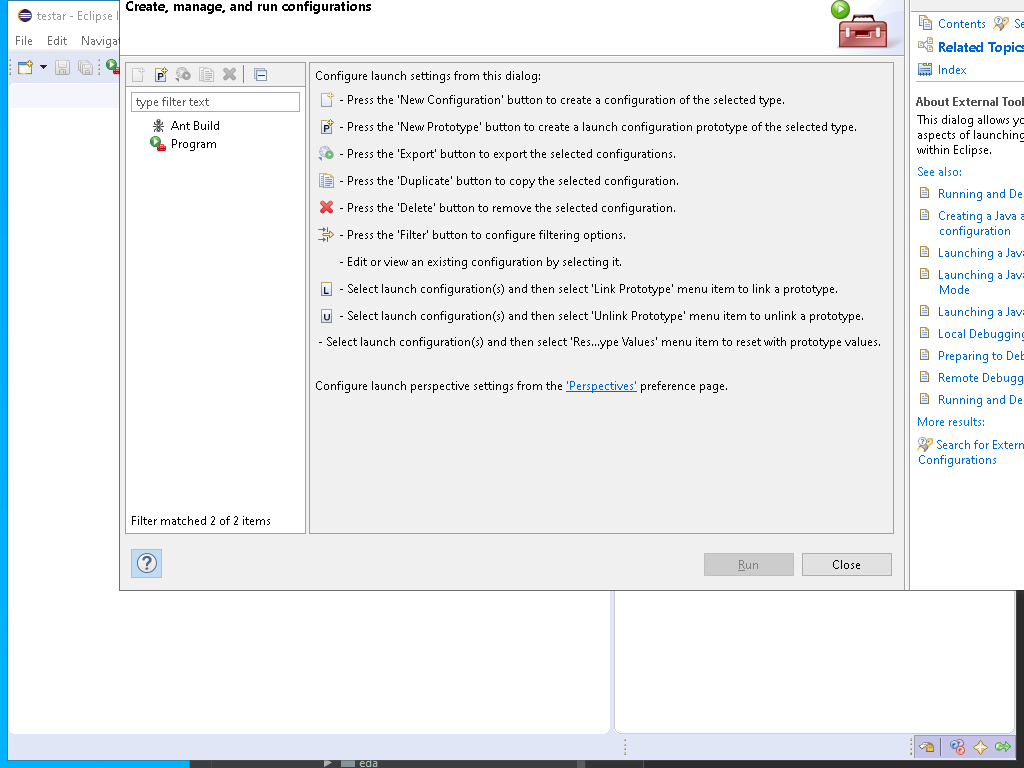 testar - Eclipse I
Create, manage, and run configurations
File Edit Naviga
type filter text
Ant Build
Program
Filter matched 2 of 2 items
Configure launch settings from this dialog:
- Press the 'New Configuration' button to create a configuration of the selected type.
- Press the 'New Prototype' button to create a launch configuration prototype of the selected type.
- Press the 'Export' button to export the selected configurations.
- Press the 'Duplicate' button to copy the selected configuration.
- Press the 'Delete' button to remove the selected configuration.
- Press the 'Filter' button to configure filtering options.
- Edit or view an existing configuration by selecting it.
- Select launch configuration(s) and then select 'Link Prototype' menu item to link a prototype.
- Select launch configuration(s) and then select 'Unlink Prototype' menu item to unlink a prototype.
- Select launch configuration(s) and then select 'Res...ype Values' menu item to reset with prototype values.
Configure launch perspective settings from the 'Perspectives' preference page.
Run
Close
Contents Se
Related Topics
Index
About External Tool
This dialog allows yo
aspects of launching
within Eclipse.
See also:
Running and De
Creating a Java a
configuration
Launching a Java
Launching a Java
Mode
Launching a Java
Local Debugging
Preparing to Deb
Remote Debugg
Running and De
More results:
Search for Extern
Configurations
eda